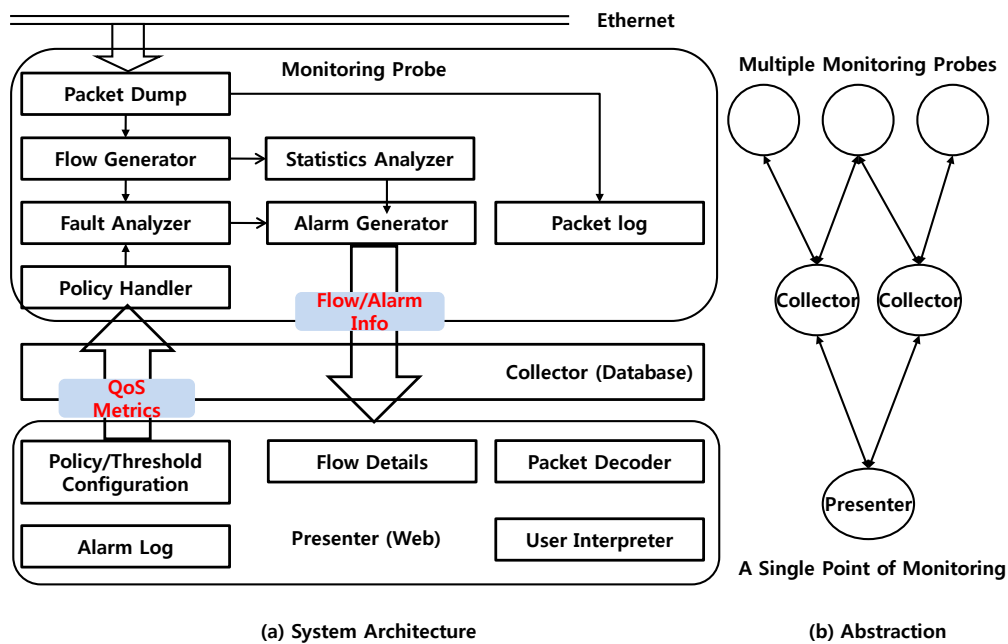 Ethernet
Monitoring Probe
Packet Dump
Flow Generator
Statistics Analyzer
Fault Analyzer
Alarm Generator
Packet log
Policy Handler
Flow/Alarm
Info
Collector (Database)
QoS
Metrics
Policy/Threshold
Configuration
Flow Details
Packet Decoder
Alarm Log
Presenter (Web)
User Interpreter
(a) System Architecture
Multiple Monitoring Probes
Collector
Collector
Presenter
A Single Point of Monitoring
(b) Abstraction